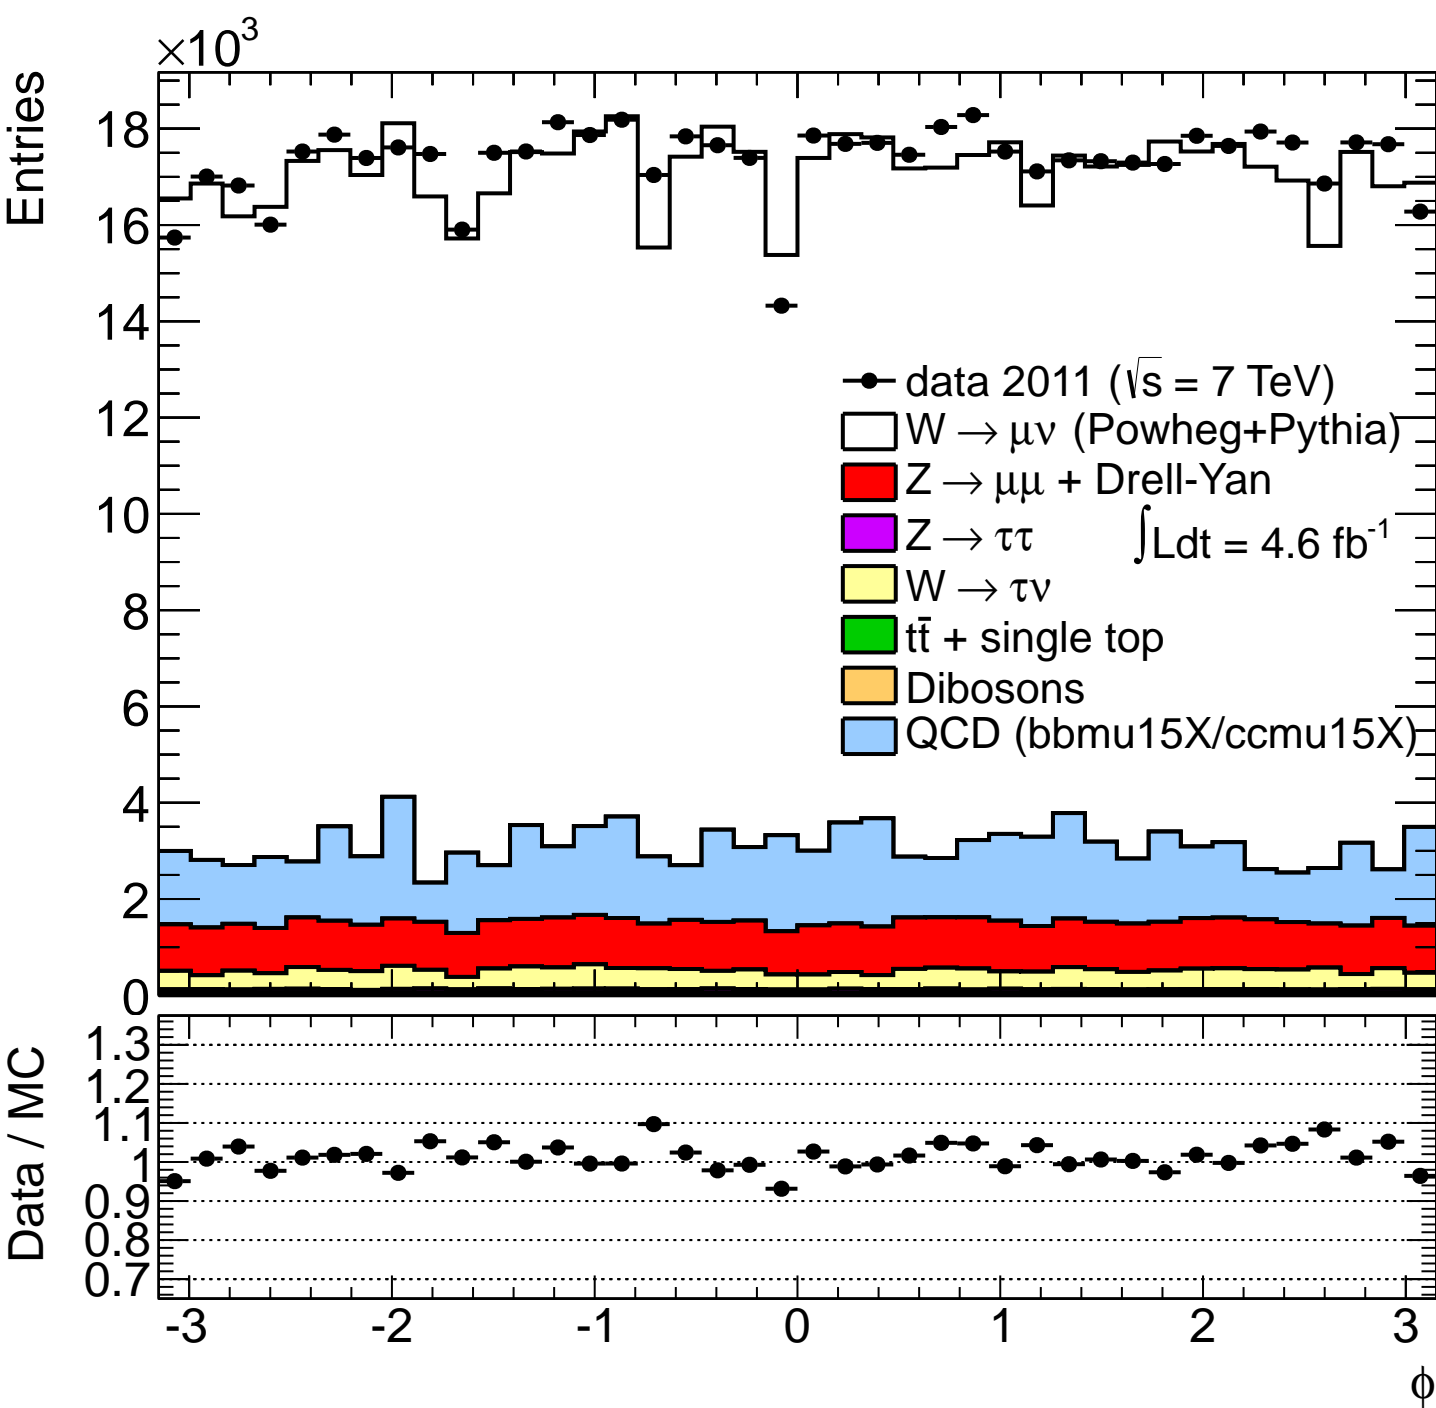 ×10³
Entries
18
16
14
12
10
8
6
4
2
0
data 2011 (√s = 7 TeV)
W → μν (Powheg+Pythia)
Z → μμ + Drell-Yan
Z → ττ
∫Ldt = 4.6 fb⁻¹
W → τν
tt̄ + single top
Dibosons
QCD (bbmu15X/ccmu15X)
Data / MC
1.3
1.2
1.1
1
0.9
0.8
0.7
-3 -2 -1 0 1 2 3
ϕ